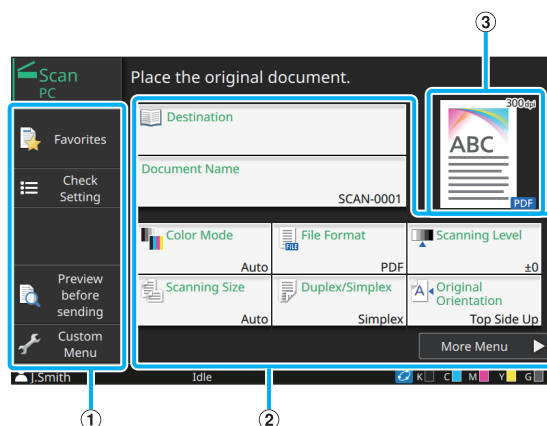 ③
Scan
PC
Place the original document.
300dpi
ABC
PDF
Favorites
Check
Setting
Preview
before
sending
Custom
Menu
Destination
Document Name
SCAN-0001
Color Mode
Auto
File Format
FILE
PDF
Scanning Level
±0
Scanning Size
Auto
Duplex/Simplex
Simplex
A
Original
Orientation
Top Side Up
More Menu
J.Smith
Idle
K C M Y G
① ②